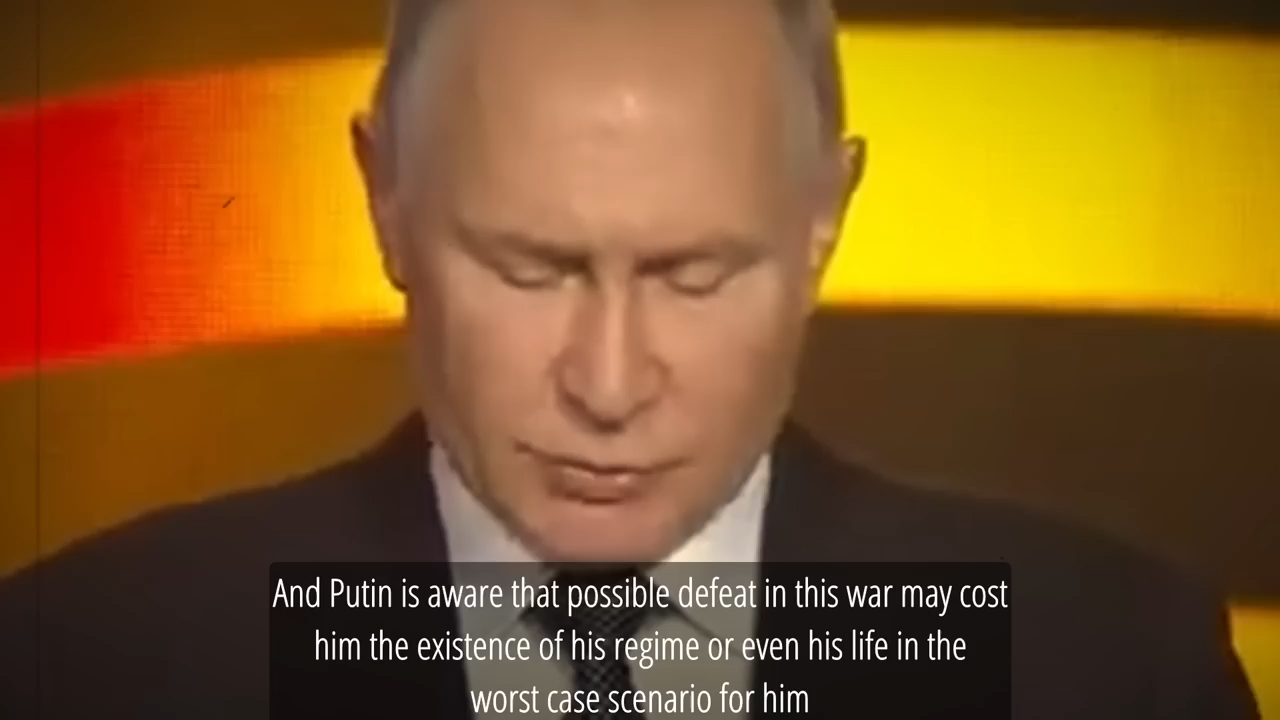 And Putin is aware that possible defeat in this war may cost
him the existence of his regime or even his life in the
worst case scenario for him